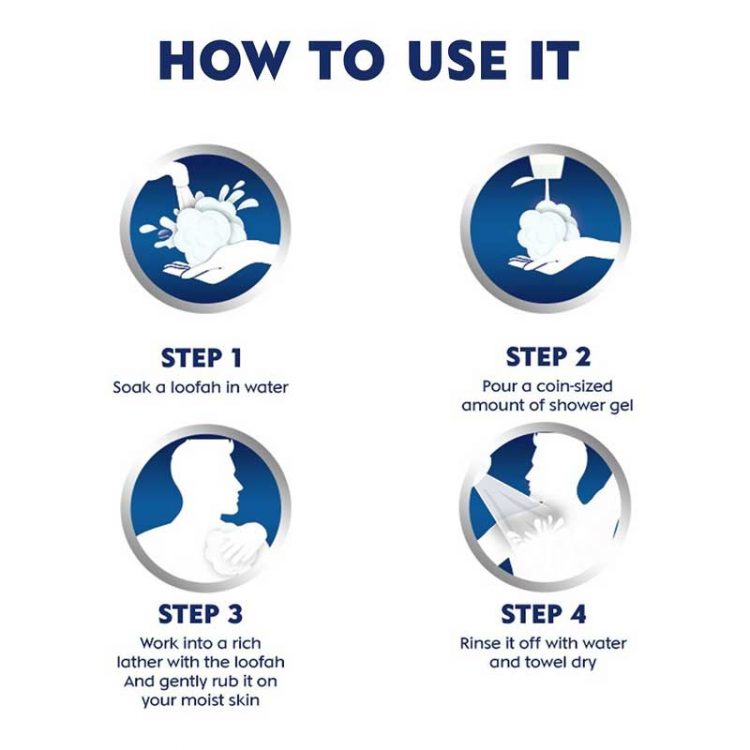 HOW TO USE IT
STEP 1
Soak a loofah in water
STEP 2
Pour a coin-sized
amount of shower gel
STEP 3
Work into a rich
lather with the loofah
And gently rub it on
your moist skin
STEP 4
Rinse it off with water
and towel dry